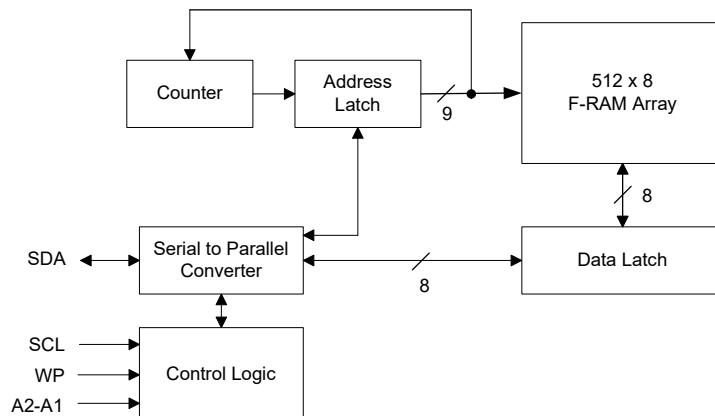 Counter
Address
Latch
9
512 x 8
F-RAM Array
8
SDA
Serial to Parallel
Converter
8
Data Latch
SCL
WP
A2-A1
Control Logic